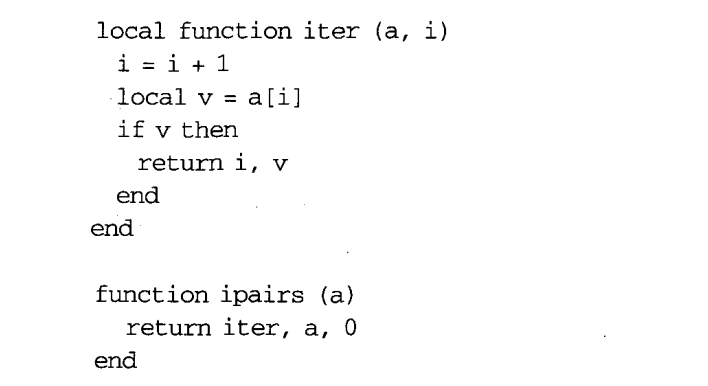 local function iter (a, i)
  i = i + 1
  local v = a[i]
  if v then
    return i, v
  end
end

function ipairs (a)
  return iter, a, 0
end